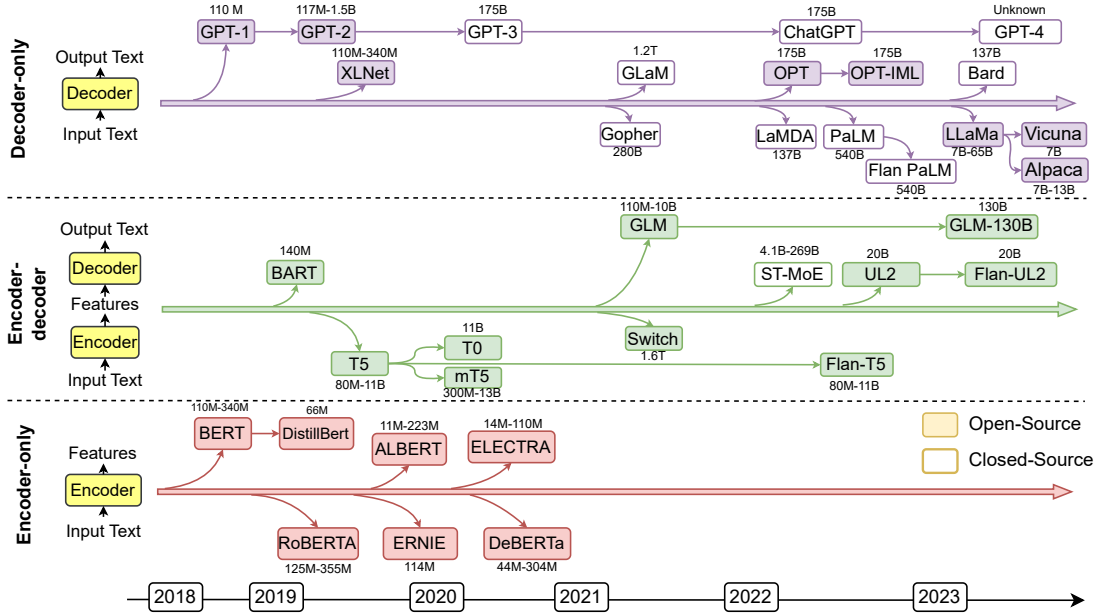 Decoder-only
Output Text
Decoder
Input Text
110 M
GPT-1
117M-1.5B
GPT-2
175B
GPT-3
175B
ChatGPT
Unknown
GPT-4
110M-340M
XLNet
1.2T
GLaM
175B
OPT
175B
OPT-IML
137B
Bard
Gopher
280B
LaMDA
137B
PaLM
540B
Flan PaLM
540B
LLaMa
7B-65B
Vicuna
7B
Alpaca
7B-13B
Encoder-
decoder
Output Text
Decoder
Features
Encoder
Input Text
140M
BART
110M-10B
GLM
130B
GLM-130B
4.1B-269B
ST-MoE
20B
UL2
20B
Flan-UL2
T5
80M-11B
11B
T0
mT5
300M-13B
Switch
1.6T
Flan-T5
80M-11B
Encoder-only
Features
Encoder
Input Text
110M-340M
BERT
66M
DistillBert
11M-223M
ALBERT
14M-110M
ELECTRA
RoBERTA
125M-355M
ERNIE
114M
DeBERTa
44M-304M
Open-Source
Closed-Source
2018
2019
2020
2021
2022
2023